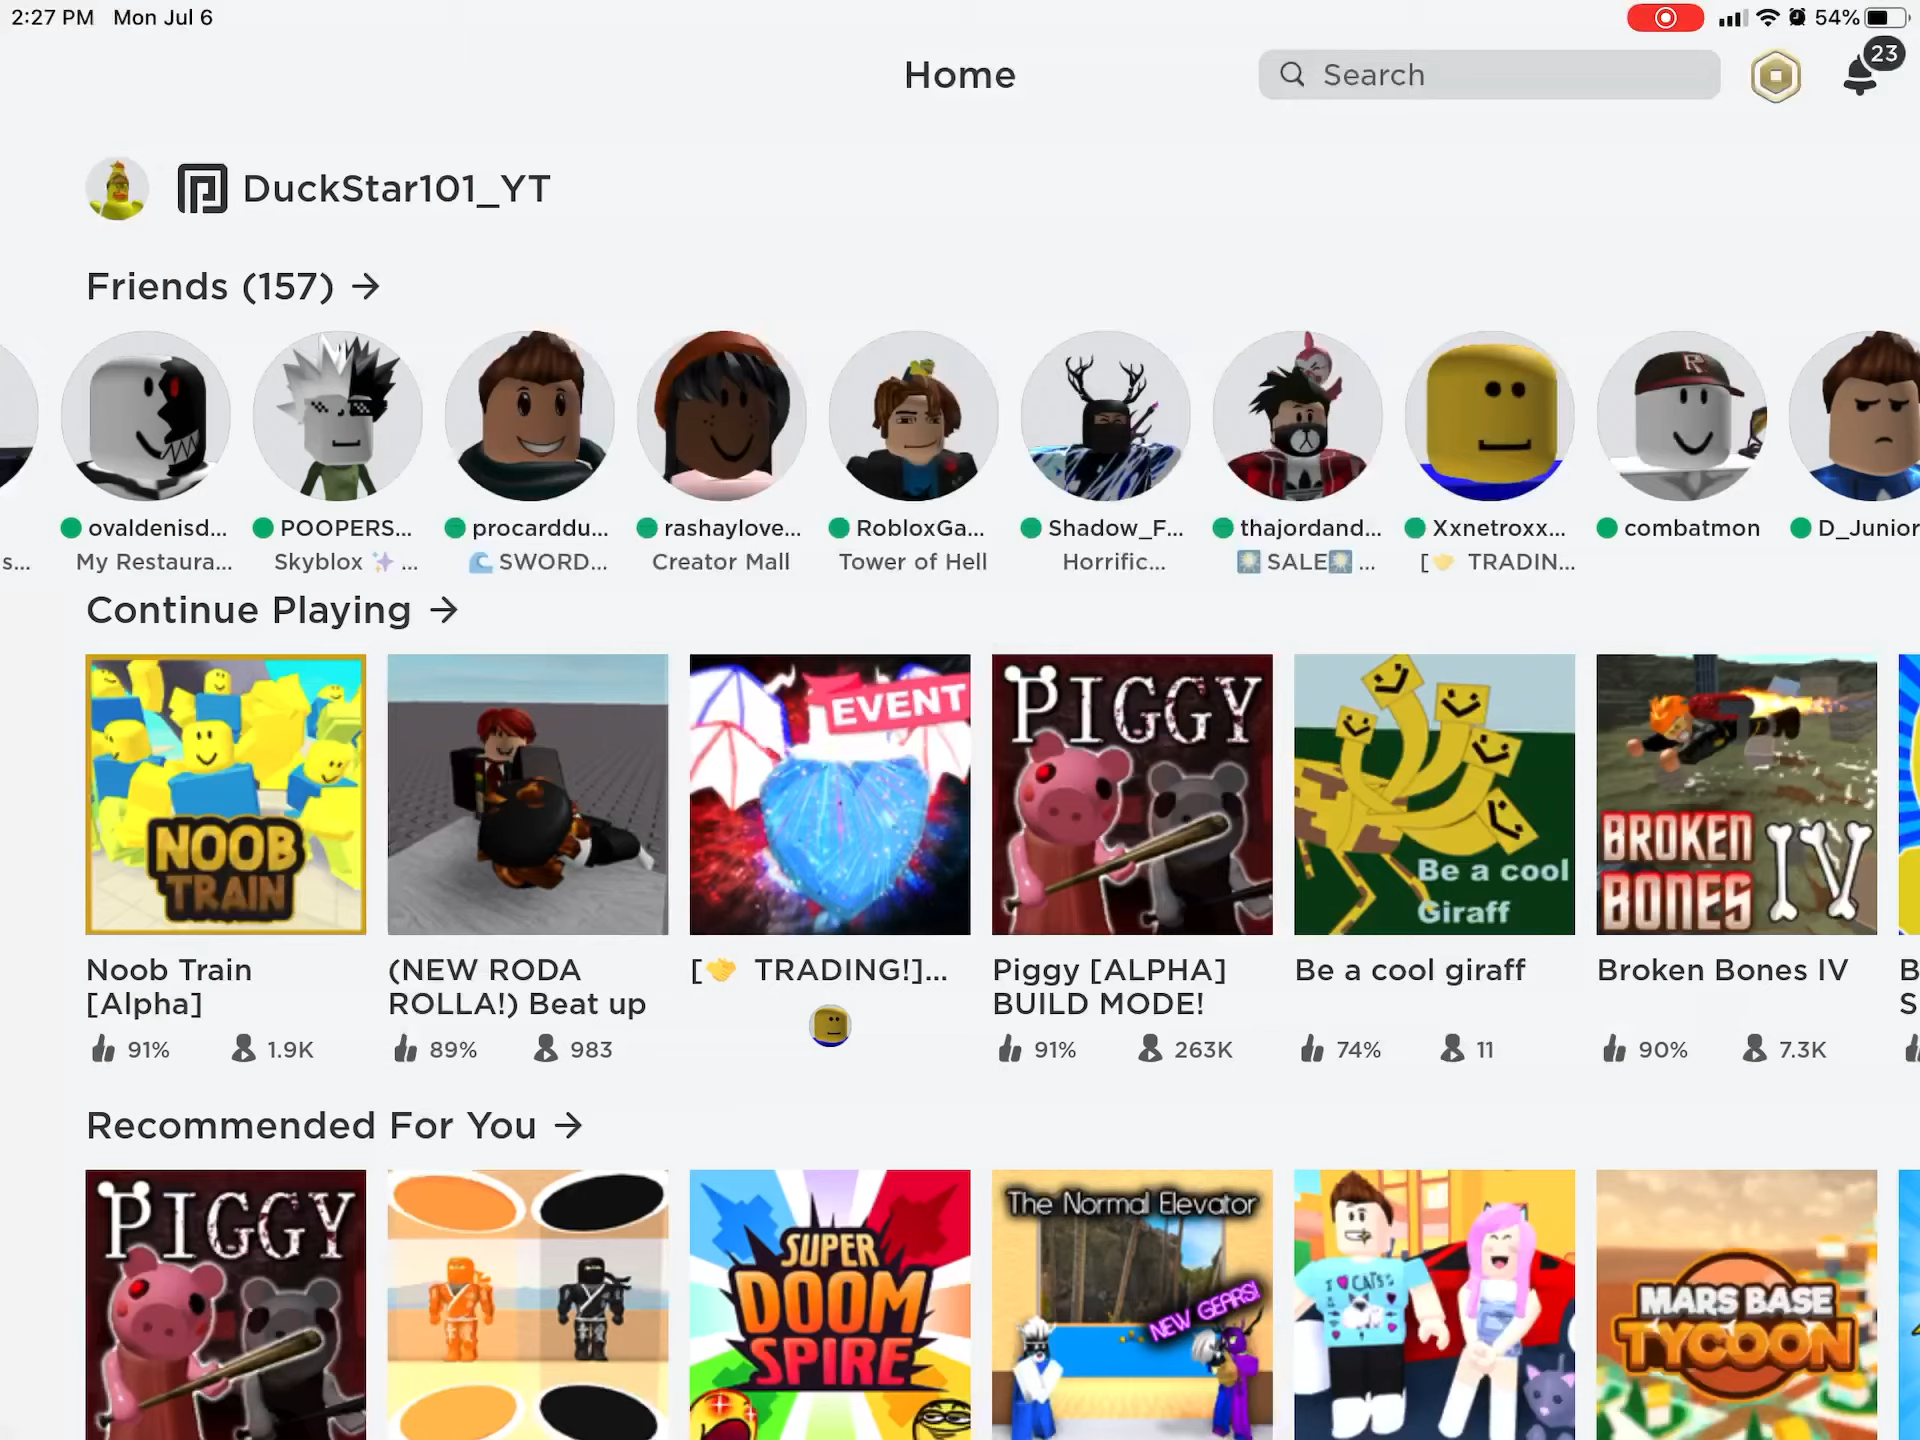 2:27 PM Mon Jul 6
54%
Home
Search
23
DuckStar101_YT
Friends (157) →
ovaldenisd... POOPERS... procarddu... rashaylove... RobloxGa... Shadow_F... thajordand... Xxnetroxx... combatmon D_Junior
s... My Restaura... Skyblox ✨ ... 🌊 SWORD... Creator Mall Tower of Hell Horrific... 🎆 SALE🎆 ... [🤝 TRADIN...
Continue Playing →
NOOB
TRAIN
EVENT
PIGGY
Be a cool
Giraff
BROKEN
BONES IV
Noob Train
[Alpha]
91% 1.9K
(NEW RODA
ROLLA!) Beat up
89% 983
[🤝 TRADING!]...
Piggy [ALPHA]
BUILD MODE!
91% 263K
Be a cool giraff
74% 11
Broken Bones IV
90% 7.3K
B
S
Recommended For You →
PIGGY
SUPER
DOOM
SPIRE
The Normal Elevator
NEW GEARS!
I ♥ CATS
MARS BASE
TYCOON